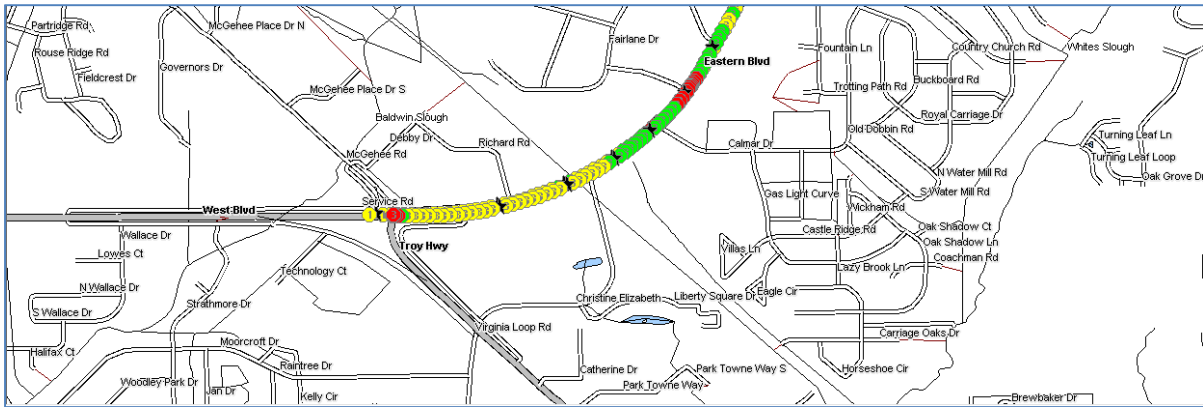 Partridge Rd
McGehee Place Dr N
Rouse Ridge Rd
Governors Dr
Fieldcrest Dr
McGehee Place Dr S
Baldwin Slough
Debby Dr
Richard Rd
McGehee Rd
Service Rd
West Blvd
1
3
Troy Hwy
Wallace Dr
Lowes Ct
Technology Ct
N Wallace Dr
S Wallace Dr
Strathmore Dr
Halifax Ct
Moorcroft Dr
Raintree Dr
Woodley Park Dr
Jan Dr
Kelly Cir
Virginia Loop Rd
Catherine Dr
Park Towne Way
Park Towne Way S
Christine Elizabeth
Liberty Square Dr
Eagle Cir
Fairlane Dr
Eastern Blvd
Fountain Ln
Country Church Rd
Whites Slough
Trotting Path Rd
Buckboard Rd
Royal Carriage Dr
Old Dobbin Rd
Calmar Dr
Turning Leaf Ln
Turning Leaf Loop
Oak Grove Dr
N Water Mill Rd
S Water Mill Rd
Gas Light Curve
Wickham Rd
Castle Ridge Rd
Oak Shadow Ct
Oak Shadow Ln
Coachman Rd
Villas Ln
Lazy Brook Ln
Carriage Oaks Dr
Horseshoe Cir
Brewbaker Dr